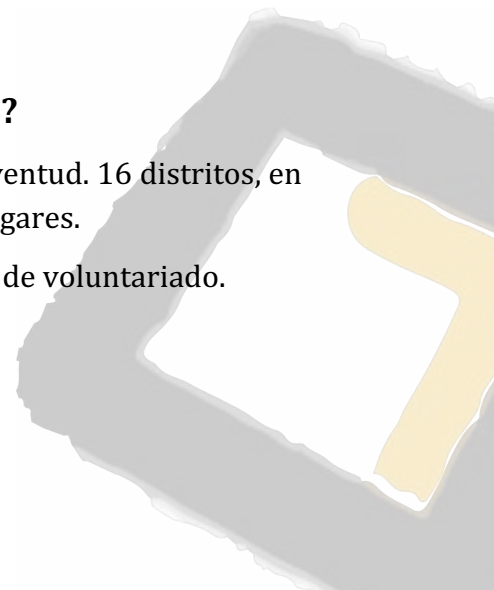 ?
ventud. 16 distritos, en
gares.
de voluntariado.